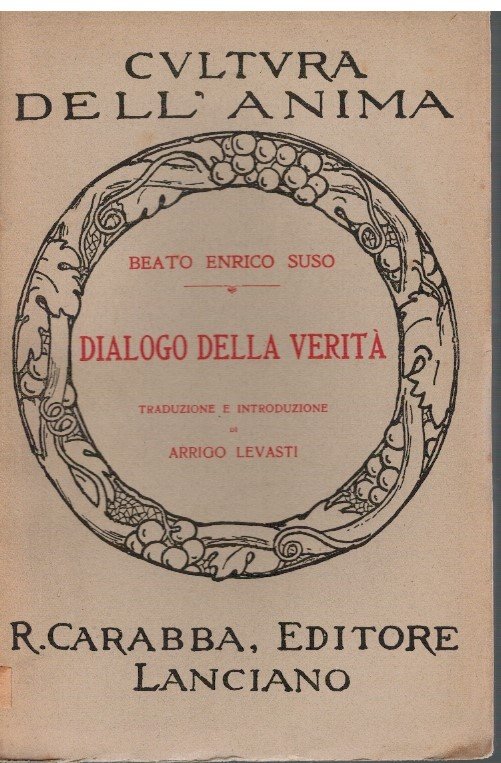 CVLTVRA
DELL'ANIMA
BEATO ENRICO SUSO
DIALOGO DELLA VERITÀ
TRADUZIONE E INTRODUZIONE
DI
ARRIGO LEVASTI
R. CARABBA, EDITORE
LANCIANO